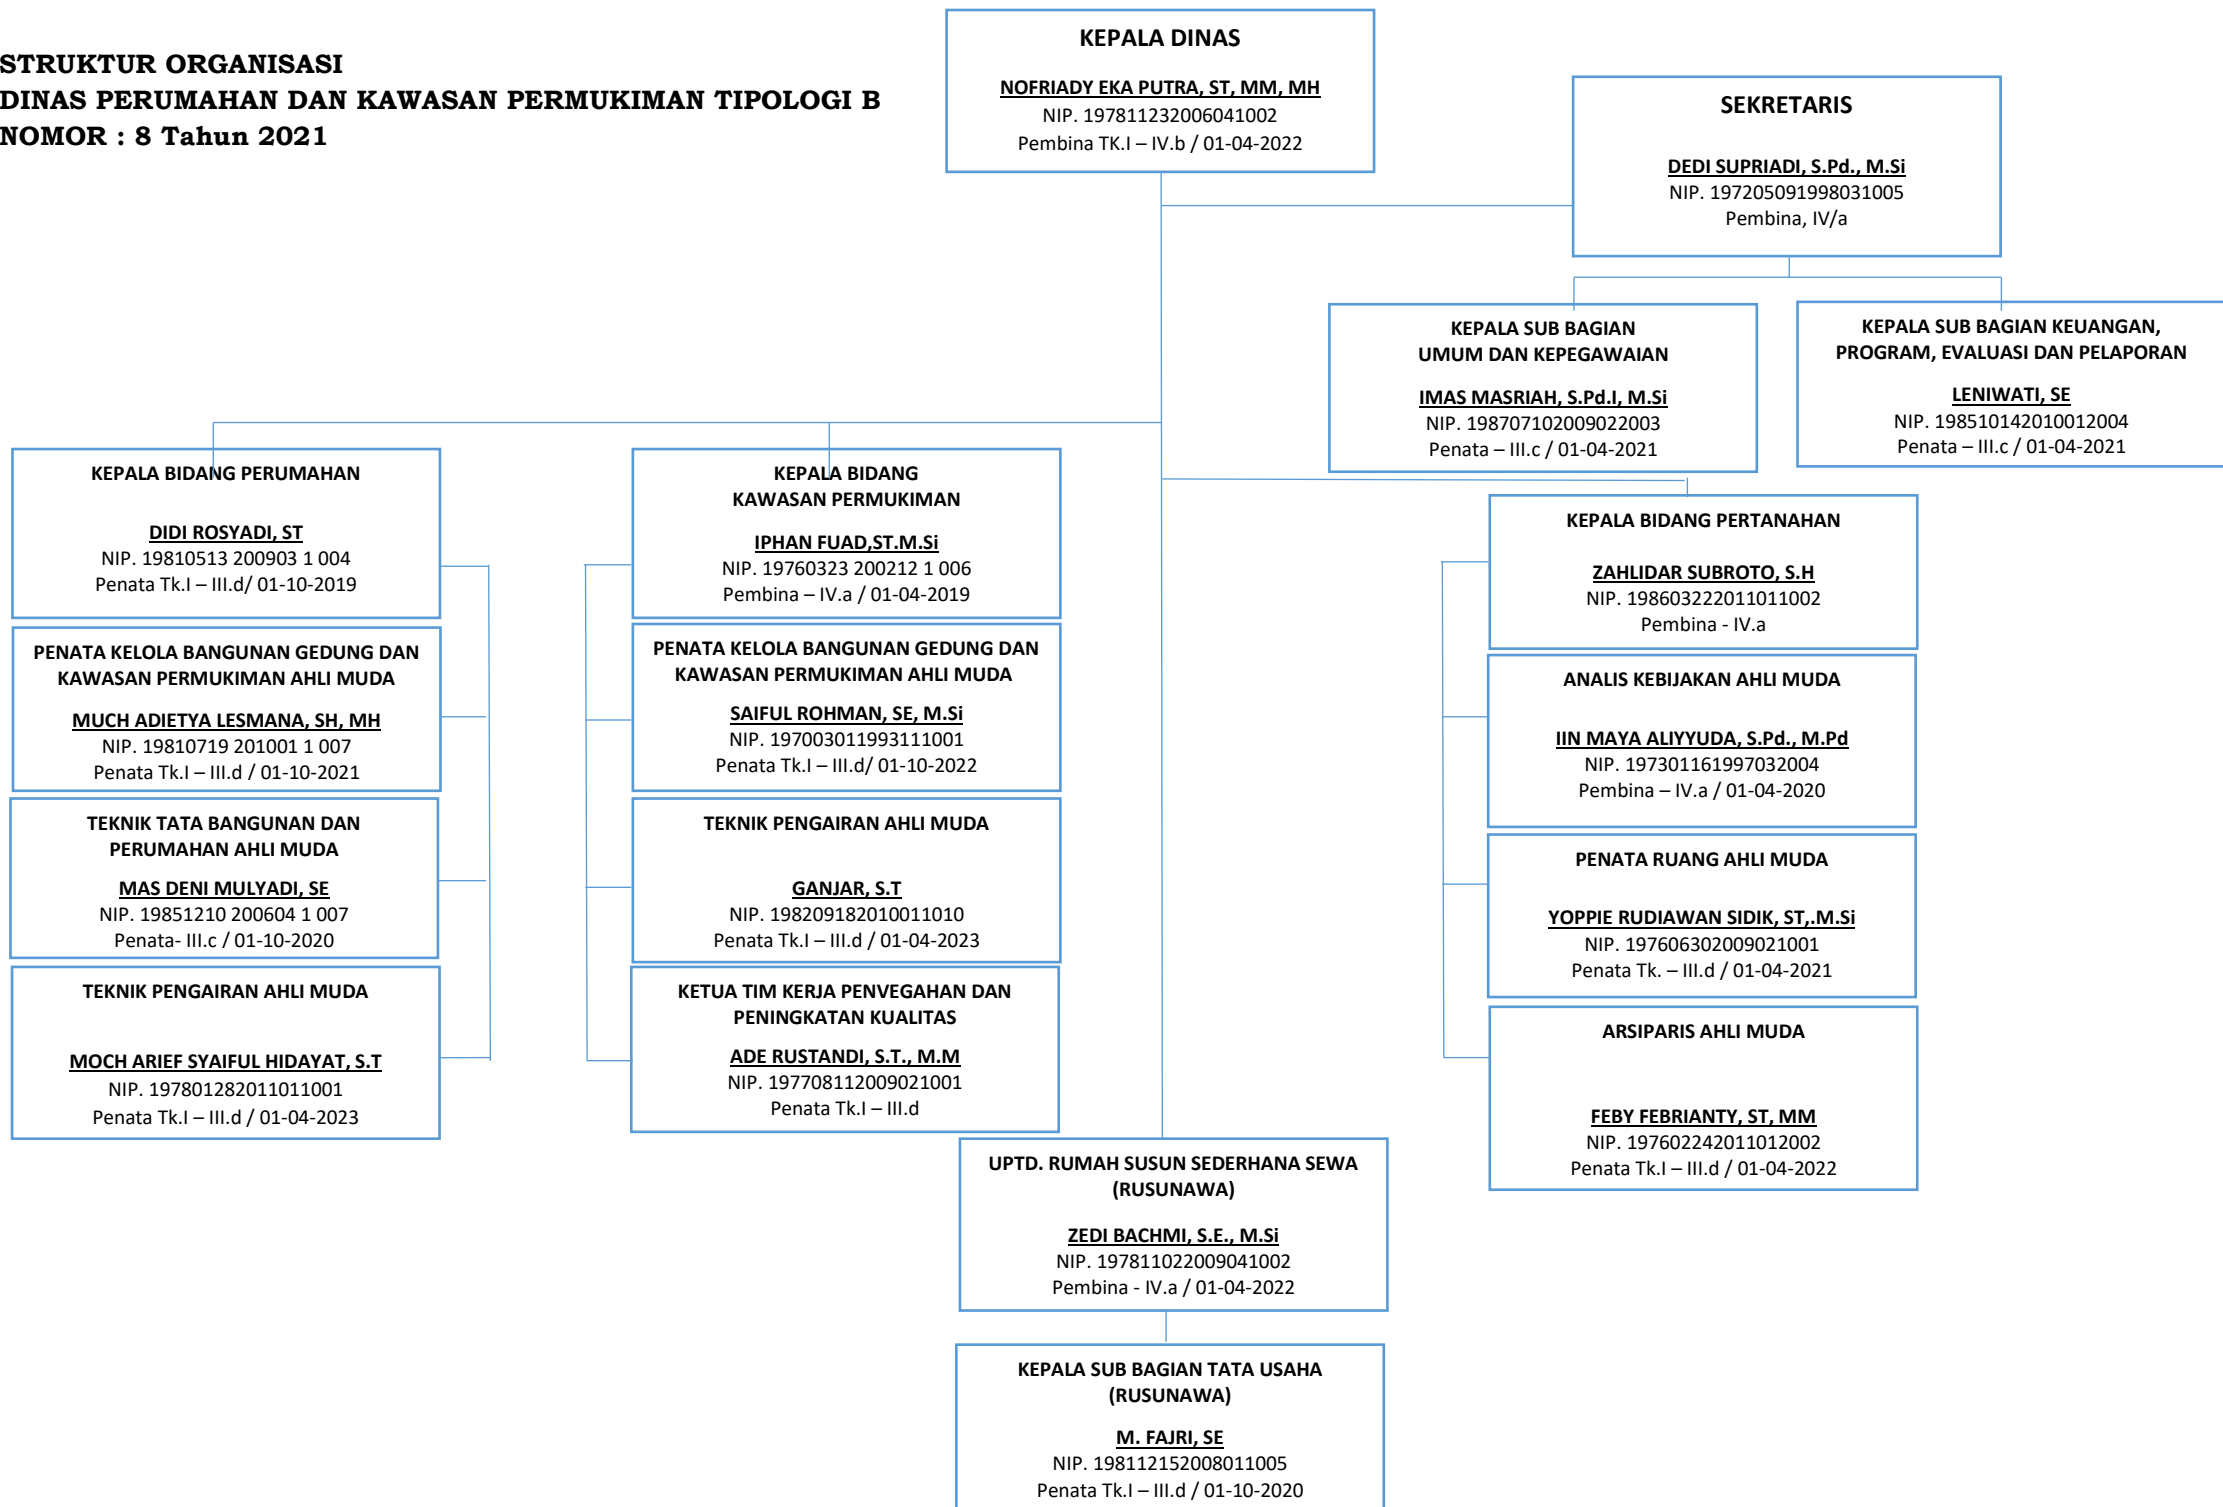 STRUKTUR ORGANISASI
DINAS PERUMAHAN DAN KAWASAN PERMUKIMAN TIPOLOGI B
NOMOR : 8 Tahun 2021
KEPALA DINAS
NOFRIADY EKA PUTRA, ST, MM, MH
NIP. 197811232006041002
Pembina TK.I – IV.b / 01-04-2022
SEKRETARIS
DEDI SUPRIADI, S.Pd., M.Si
NIP. 197205091998031005
Pembina, IV/a
KEPALA SUB BAGIAN
UMUM DAN KEPEGAWAIAN
IMAS MASRIAH, S.Pd.I, M.Si
NIP. 198707102009022003
Penata – III.c / 01-04-2021
KEPALA SUB BAGIAN KEUANGAN,
PROGRAM, EVALUASI DAN PELAPORAN
LENIWATI, SE
NIP. 198510142010012004
Penata – III.c / 01-04-2021
KEPALA BIDANG PERUMAHAN
DIDI ROSYADI, ST
NIP. 19810513 200903 1 004
Penata Tk.I – III.d/ 01-10-2019
PENATA KELOLA BANGUNAN GEDUNG DAN
KAWASAN PERMUKIMAN AHLI MUDA
MUCH ADIETYA LESMANA, SH, MH
NIP. 19810719 201001 1 007
Penata Tk.I – III.d / 01-10-2021
TEKNIK TATA BANGUNAN DAN
PERUMAHAN AHLI MUDA
MAS DENI MULYADI, SE
NIP. 19851210 200604 1 007
Penata- III.c / 01-10-2020
TEKNIK PENGAIRAN AHLI MUDA
MOCH ARIEF SYAIFUL HIDAYAT, S.T
NIP. 197801282011011001
Penata Tk.I – III.d / 01-04-2023
KEPALA BIDANG
KAWASAN PERMUKIMAN
IPHAN FUAD,ST.M.Si
NIP. 19760323 200212 1 006
Pembina – IV.a / 01-04-2019
PENATA KELOLA BANGUNAN GEDUNG DAN
KAWASAN PERMUKIMAN AHLI MUDA
SAIFUL ROHMAN, SE, M.Si
NIP. 197003011993111001
Penata Tk.I – III.d/ 01-10-2022
TEKNIK PENGAIRAN AHLI MUDA
GANJAR, S.T
NIP. 198209182010011010
Penata Tk.I – III.d / 01-04-2023
KETUA TIM KERJA PENVEGAHAN DAN
PENINGKATAN KUALITAS
ADE RUSTANDI, S.T., M.M
NIP. 197708112009021001
Penata Tk.I – III.d
KEPALA BIDANG PERTANAHAN
ZAHLIDAR SUBROTO, S.H
NIP. 198603222011011002
Pembina - IV.a
ANALIS KEBIJAKAN AHLI MUDA
IIN MAYA ALIYYUDA, S.Pd., M.Pd
NIP. 197301161997032004
Pembina – IV.a / 01-04-2020
PENATA RUANG AHLI MUDA
YOPPIE RUDIAWAN SIDIK, ST,.M.Si
NIP. 197606302009021001
Penata Tk. – III.d / 01-04-2021
ARSIPARIS AHLI MUDA
FEBY FEBRIANTY, ST, MM
NIP. 197602242011012002
Penata Tk.I – III.d / 01-04-2022
UPTD. RUMAH SUSUN SEDERHANA SEWA
(RUSUNAWA)
ZEDI BACHMI, S.E., M.Si
NIP. 197811022009041002
Pembina - IV.a / 01-04-2022
KEPALA SUB BAGIAN TATA USAHA
(RUSUNAWA)
M. FAJRI, SE
NIP. 198112152008011005
Penata Tk.I – III.d / 01-10-2020